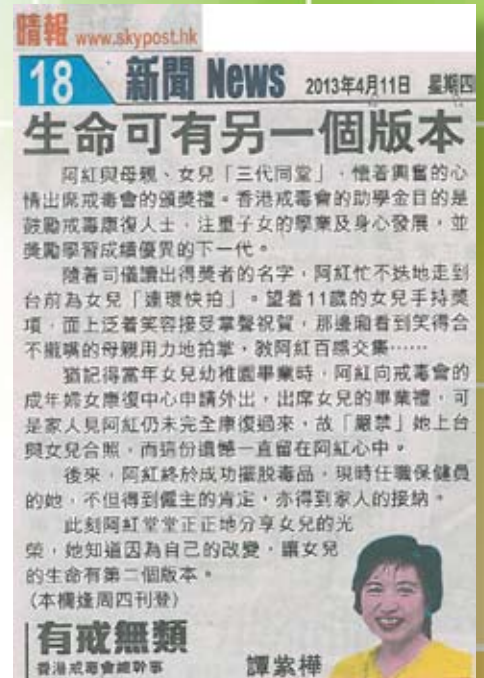 晴報 www.skypost.hk
18 新聞 News 2013年4月11日 星期四
生命可有另一個版本
阿紅與母親、女兒「三代同堂」，懷着興奮的心
情出席戒毒會的頒獎禮。香港戒毒會的助學金目的是
鼓勵戒毒康復人士，注重子女的學業及身心發展，並
獎勵學習成績優異的下一代。
隨着司儀讀出得獎者的名字，阿紅忙不迭地走到
台前為女兒「連環快拍」。望着11歲的女兒手持獎
項，面上泛着笑容接受掌聲祝賀，那邊廂看到笑得合
不攏嘴的母親用力地拍掌，教阿紅百感交集……
猶記得當年女兒幼稚園畢業時，阿紅向戒毒會的
成年婦女康復中心申請外出，出席女兒的畢業禮，可
是家人見阿紅仍未完全康復過來，故「嚴禁」她上台
與女兒合照，而這份遺憾一直留在阿紅心中。
後來，阿紅終於成功擺脫毒品，現時任職保健員
的她，不但得到僱主的肯定，亦得到家人的接納。
此刻阿紅堂堂正正地分享女兒的光
榮，她知道因為自己的改變，讓女兒
的生命有第二個版本。
(本欄逢周四刊登)
有戒無類
香港戒毒會總幹事 譚紫樺